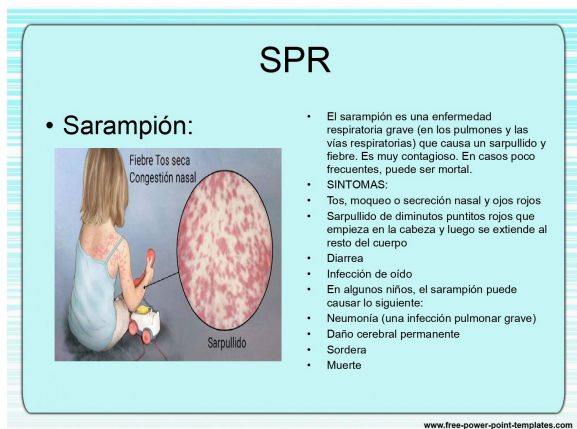 SPR
• Sarampión:
Fiebre Tos seca
Congestión nasal
Sarpullido
• El sarampión es una enfermedad
respiratoria grave (en los pulmones y las
vías respiratorias) que causa un sarpullido y
fiebre. Es muy contagioso. En casos poco
frecuentes, puede ser mortal.
• SINTOMAS:
• Tos, moqueo o secreción nasal y ojos rojos
• Sarpullido de diminutos puntitos rojos que
empieza en la cabeza y luego se extiende al
resto del cuerpo
• Diarrea
• Infección de oído
• En algunos niños, el sarampión puede
causar lo siguiente:
• Neumonía (una infección pulmonar grave)
• Daño cerebral permanente
• Sordera
• Muerte
www.free-power-point-templates.com